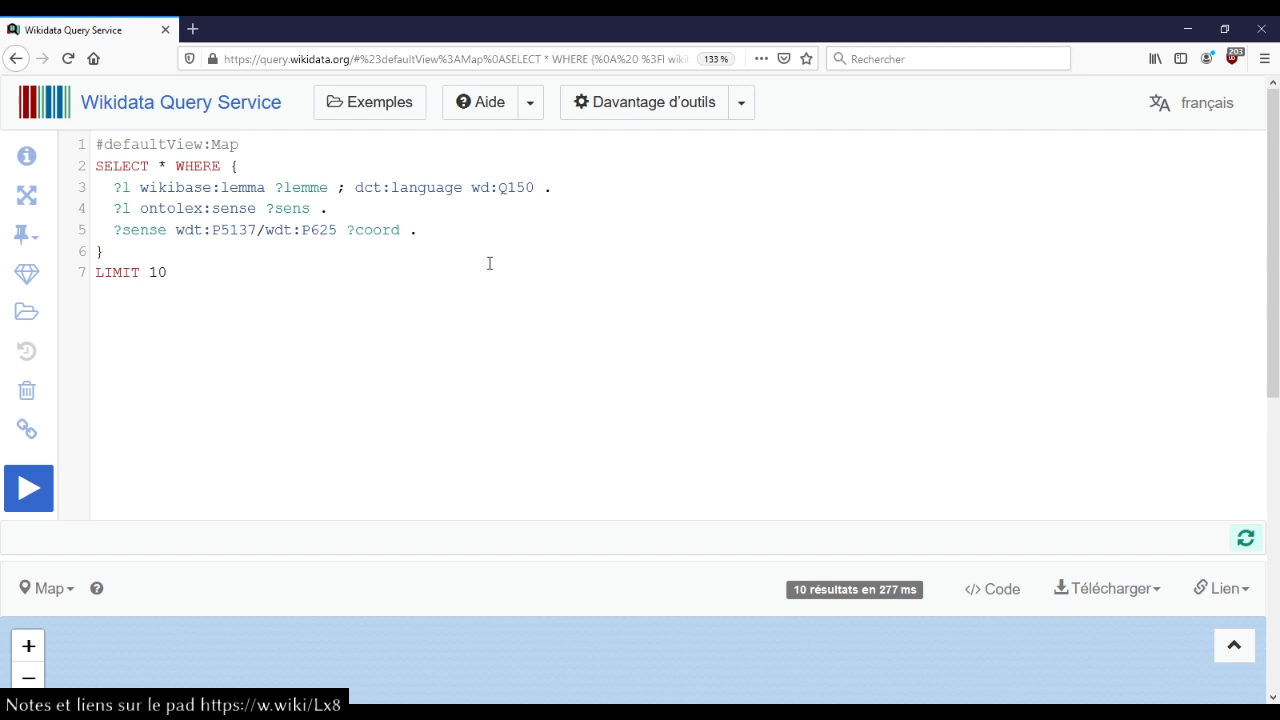 Wikidata Query Service
https://query.wikidata.org/#%23defaultView%3AMap%0ASELECT * WHERE {%0A%20 %3Fl wiki
133 %
Rechercher
203
Wikidata Query Service
Exemples
Aide
Davantage d'outils
français
1 #defaultView:Map
2 SELECT * WHERE {
3 ?l wikibase:lemma ?lemme ; dct:language wd:Q150 .
4 ?l ontolex:sense ?sens .
5 ?sense wdt:P5137/wdt:P625 ?coord .
6 }
7 LIMIT 10
Map
10 résultats en 277 ms
</> Code
Télécharger
Lien
+
−
Notes et liens sur le pad https://w.wiki/Lx8